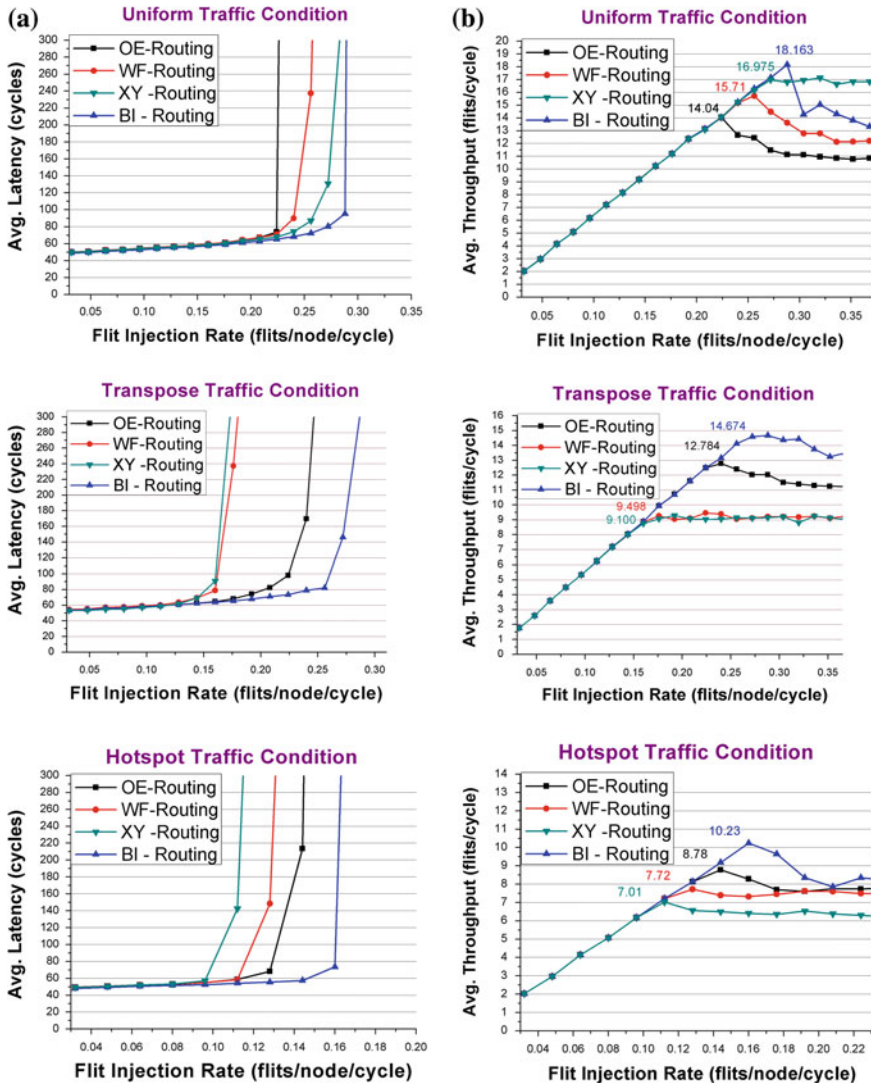 (a)
Uniform Traffic Condition
300
280
260
240
220
200
180
160
140
120
100
80
60
40
20
0
Avg. Latency (cycles)
OE-Routing
WF-Routing
XY -Routing
BI - Routing
0.05 0.10 0.15 0.20 0.25 0.30 0.35
Flit Injection Rate (flits/node/cycle)
(b)
Uniform Traffic Condition
20
19
18
17
16
15
14
13
12
11
10
9
8
7
6
5
4
3
2
1
0
Avg. Throughput (flits/cycle)
OE-Routing
WF-Routing
XY -Routing
BI - Routing
18.163
16.975
15.71
14.04
0.05 0.10 0.15 0.20 0.25 0.30 0.35
Flit Injection Rate (flits/node/cycle)
Transpose Traffic Condition
300
280
260
240
220
200
180
160
140
120
100
80
60
40
20
0
Avg. Latency (cycles)
OE-Routing
WF-Routing
XY -Routing
BI - Routing
0.05 0.10 0.15 0.20 0.25 0.30
Flit Injection Rate (flits/node/cycle)
Transpose Traffic Condition
16
15
14
13
12
11
10
9
8
7
6
5
4
3
2
1
0
Avg. Throughput (flits/cycle)
OE-Routing
WF-Routing
XY -Routing
BI - Routing
14.674
12.784
9.498
9.100
0.05 0.10 0.15 0.20 0.25 0.30 0.35
Flit Injection Rate (flits/node/cycle)
Hotspot Traffic Condition
300
280
260
240
220
200
180
160
140
120
100
80
60
40
20
0
Avg. Latency (cycles)
OE-Routing
WF-Routing
XY -Routing
BI - Routing
0.04 0.06 0.08 0.10 0.12 0.14 0.16 0.18 0.20
Flit Injection Rate (flits/node/cycle)
Hotspot Traffic Condition
14
13
12
11
10
9
8
7
6
5
4
3
2
1
0
Avg. Throughput (flits/cycle)
OE-Routing
WF-Routing
XY -Routing
BI - Routing
10.23
8.78
7.72
7.01
0.04 0.06 0.08 0.10 0.12 0.14 0.16 0.18 0.20 0.22
Flit Injection Rate (flits/node/cycle)